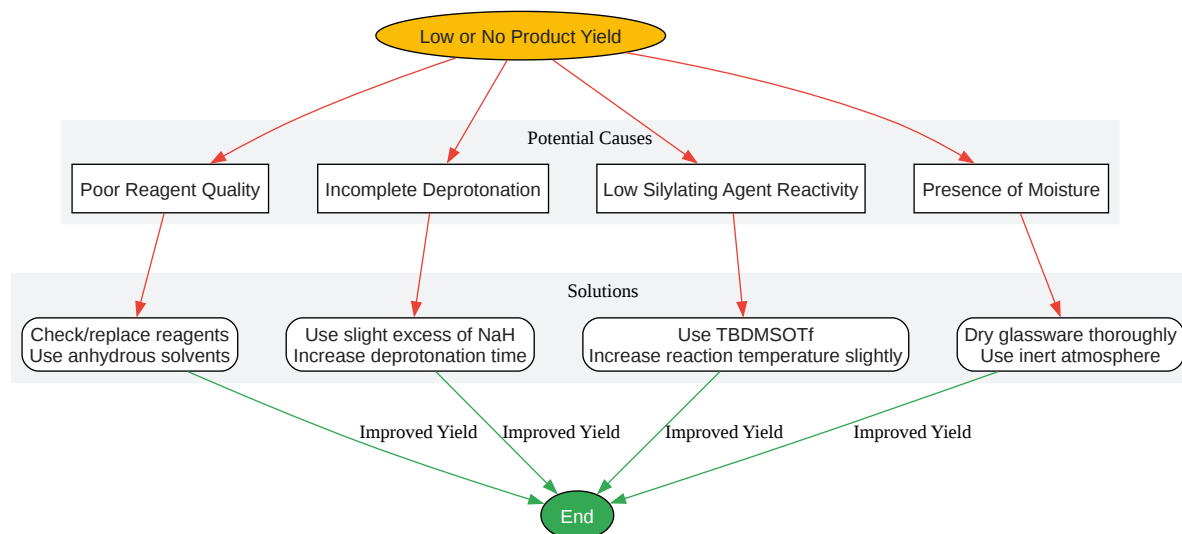 Low or No Product Yield
Potential Causes
Poor Reagent Quality
Incomplete Deprotonation
Low Silylating Agent Reactivity
Presence of Moisture
Solutions
Check/replace reagents
Use anhydrous solvents
Use slight excess of NaH
Increase deprotonation time
Use TBDMSOTf
Increase reaction temperature slightly
Dry glassware thoroughly
Use inert atmosphere
Improved Yield
Improved Yield
Improved Yield
Improved Yield
End